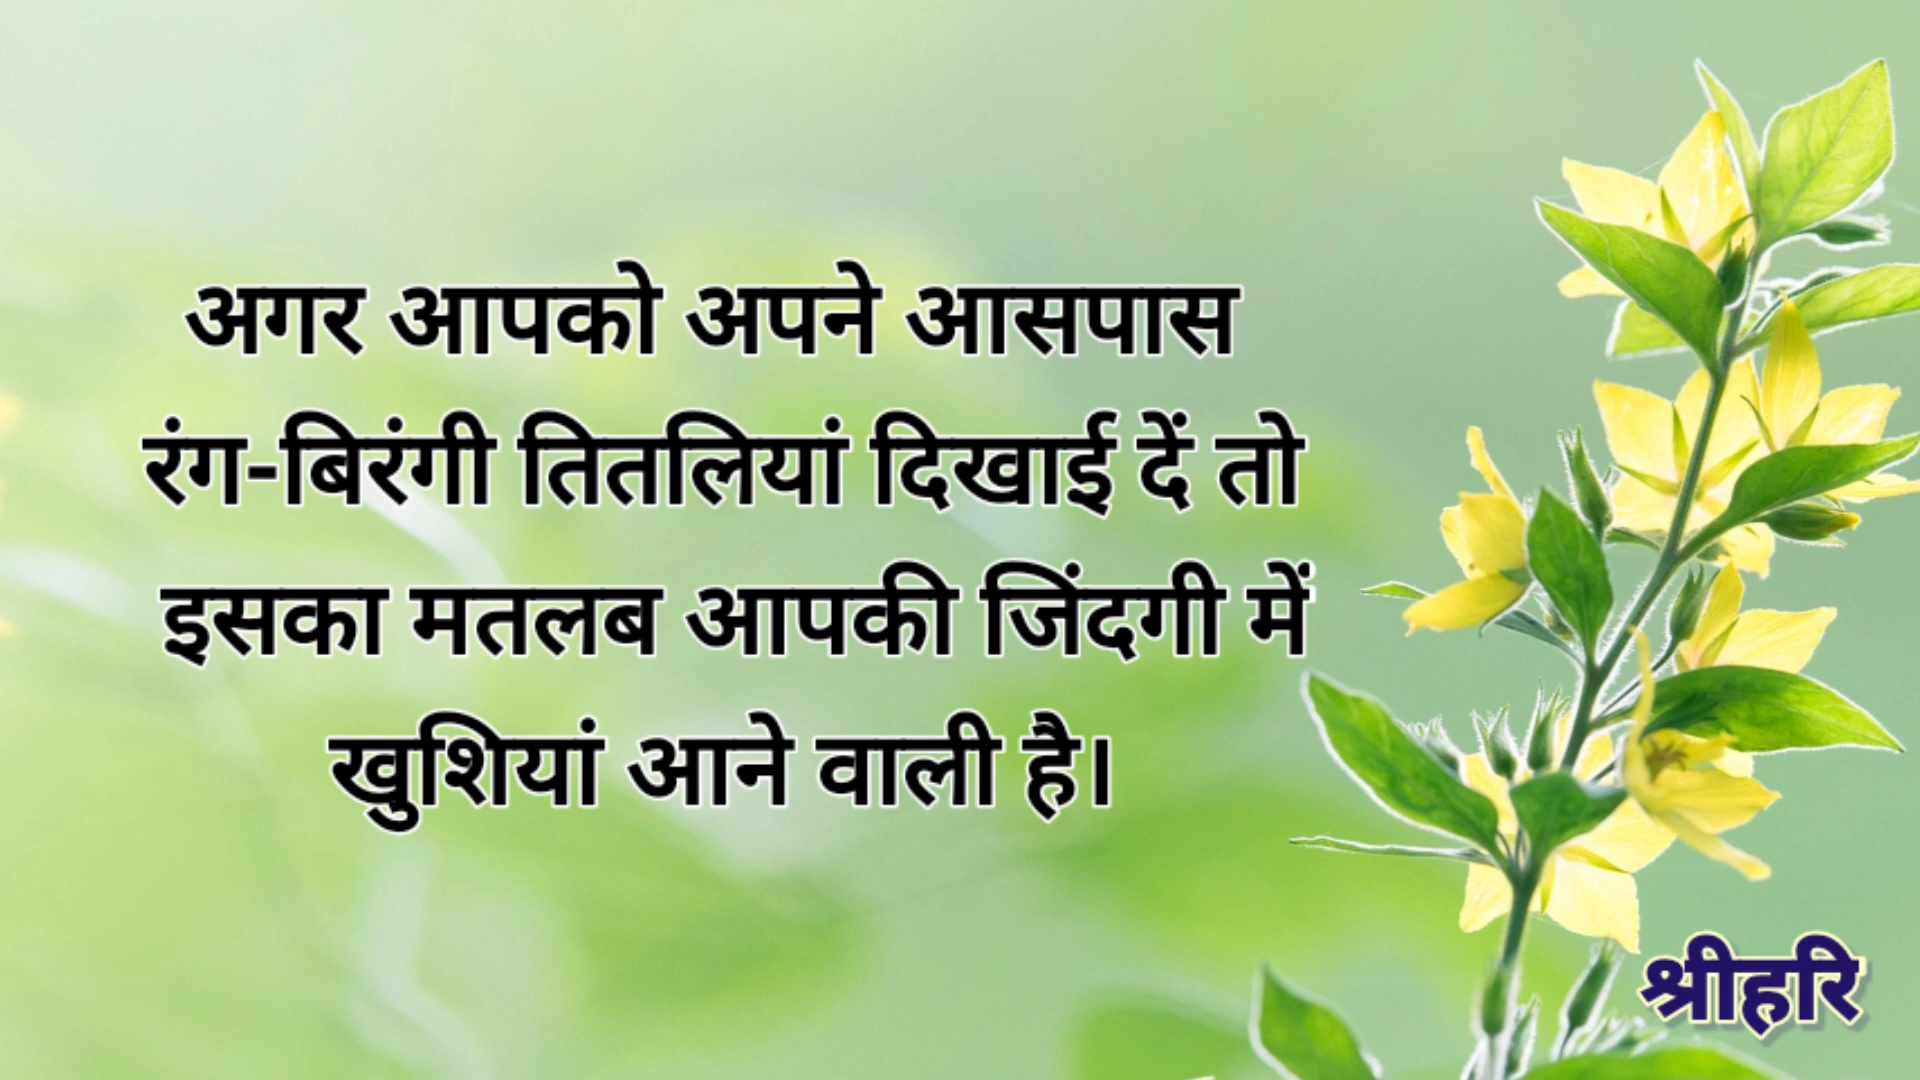 अगर आपको अपने आसपास
रंग-बिरंगी तितलियां दिखाई दें तो
इसका मतलब आपकी जिंदगी में
खुशियां आने वाली है।
श्रीहरि